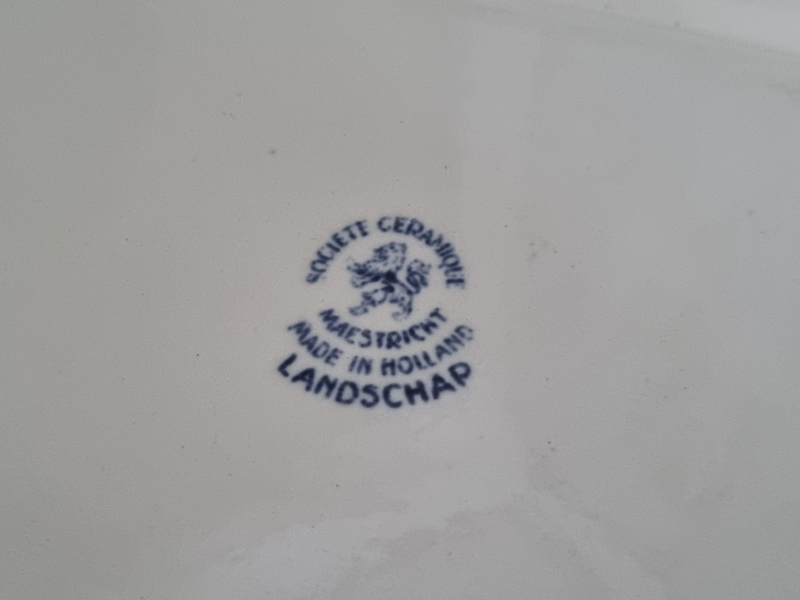 SOCIETE CERAMIQUE
MAESTRICHT
MADE IN HOLLAND
LANDSCHAP